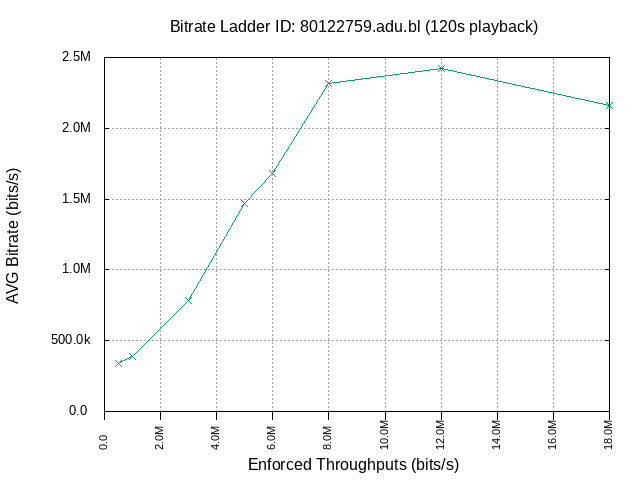 Bitrate Ladder ID: 80122759.adu.bl (120s playback)
2.5M
2.0M
1.5M
1.0M
500.0k
0.0
AVG Bitrate (bits/s)
0.0
2.0M
4.0M
6.0M
8.0M
10.0M
12.0M
14.0M
16.0M
18.0M
Enforced Throughputs (bits/s)